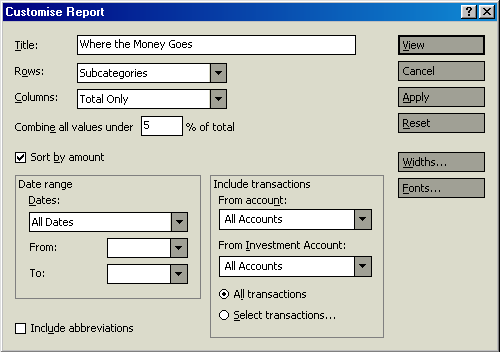 Customise Report
Title: Where the Money Goes
Rows: Subcategories
Columns: Total Only
Combine all values under 5 % of total
Sort by amount
Date range
Dates:
All Dates
From:
To:
Include abbreviations
Include transactions
From account:
All Accounts
From Investment Account:
All Accounts
All transactions
Select transactions...
View
Cancel
Apply
Reset
Widths...
Fonts...